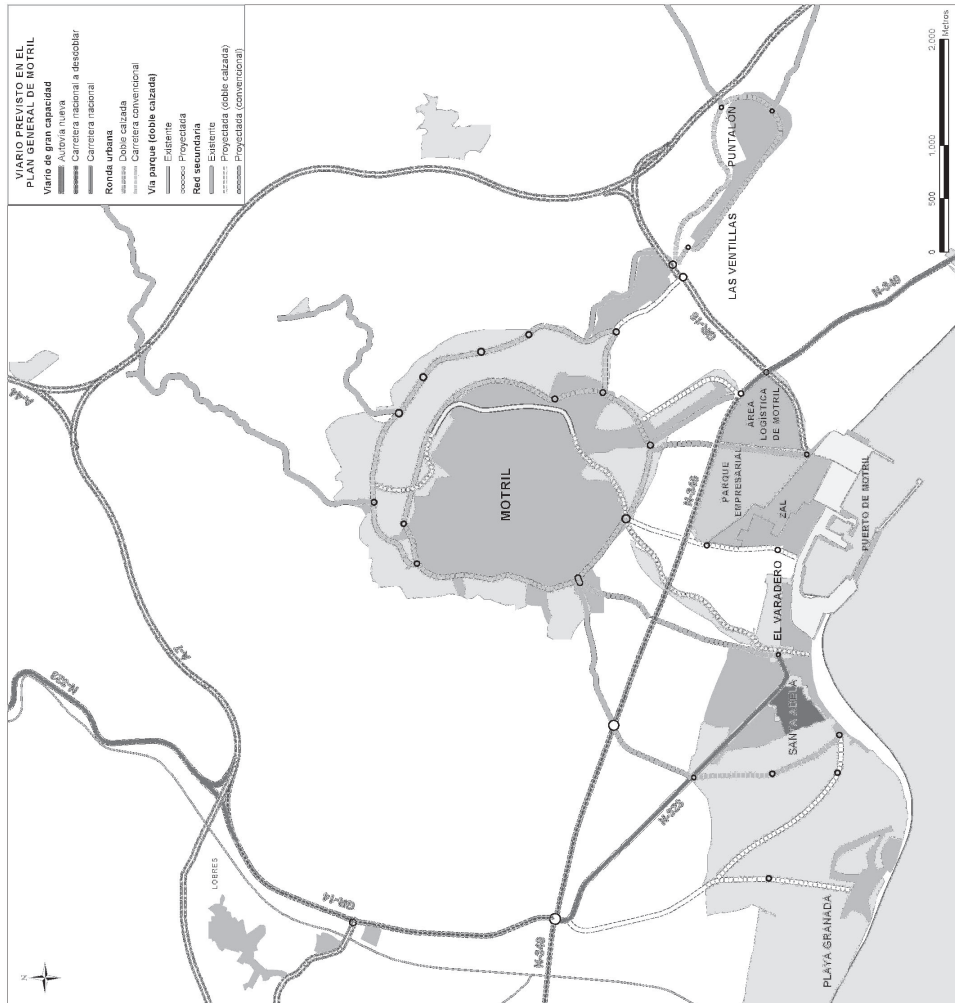 VIARIO PREVISTO EN EL
PLAN GENERAL DE MOTRIL
Viario de gran capacidad
Autovía nueva
Carretera nacional a desdoblar
Carretera nacional
Ronda urbana
Doble calzada
Carretera convencional
Vía parque (doble calzada)
Existente
Proyectada
Red secundaria
Existente
Proyectada (doble calzada)
Proyectada (convencional)
N
A-44
A-7
N-323
LOBRES
GR-14
N-340
MOTRIL
PUNTALÓN
LAS VENTILLAS
GR-16
N-340
N-340
ÁREA
LOGÍSTICA
DE MOTRIL
PARQUE
EMPRESARIAL
ZAL
PUERTO DE MOTRIL
EL VARADERO
SANTA ADELA
N-323
PLAYA GRANADA
0
500
1.000
2.000
Metros